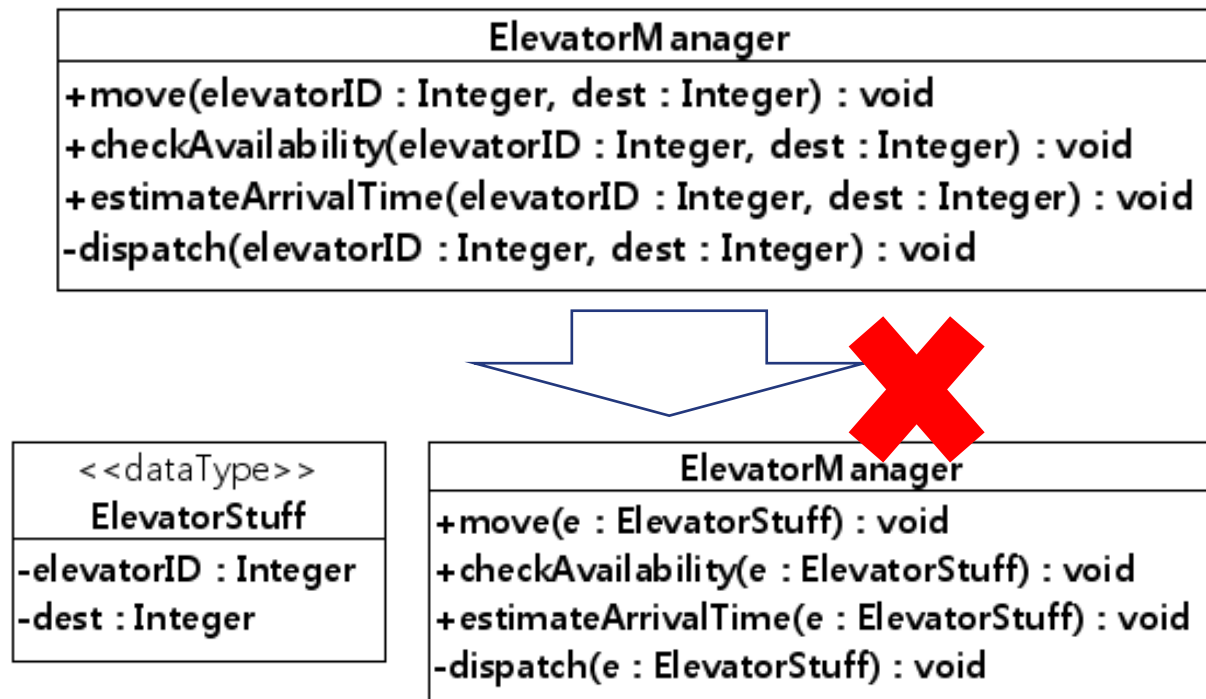 ElevatorManager
+move(elevatorID : Integer, dest : Integer) : void
+checkAvailability(elevatorID : Integer, dest : Integer) : void
+estimateArrivalTime(elevatorID : Integer, dest : Integer) : void
-dispatch(elevatorID : Integer, dest : Integer) : void
<<dataType>>
ElevatorStuff
-elevatorID : Integer
-dest : Integer
ElevatorManager
+move(e : ElevatorStuff) : void
+checkAvailability(e : ElevatorStuff) : void
+estimateArrivalTime(e : ElevatorStuff) : void
-dispatch(e : ElevatorStuff) : void